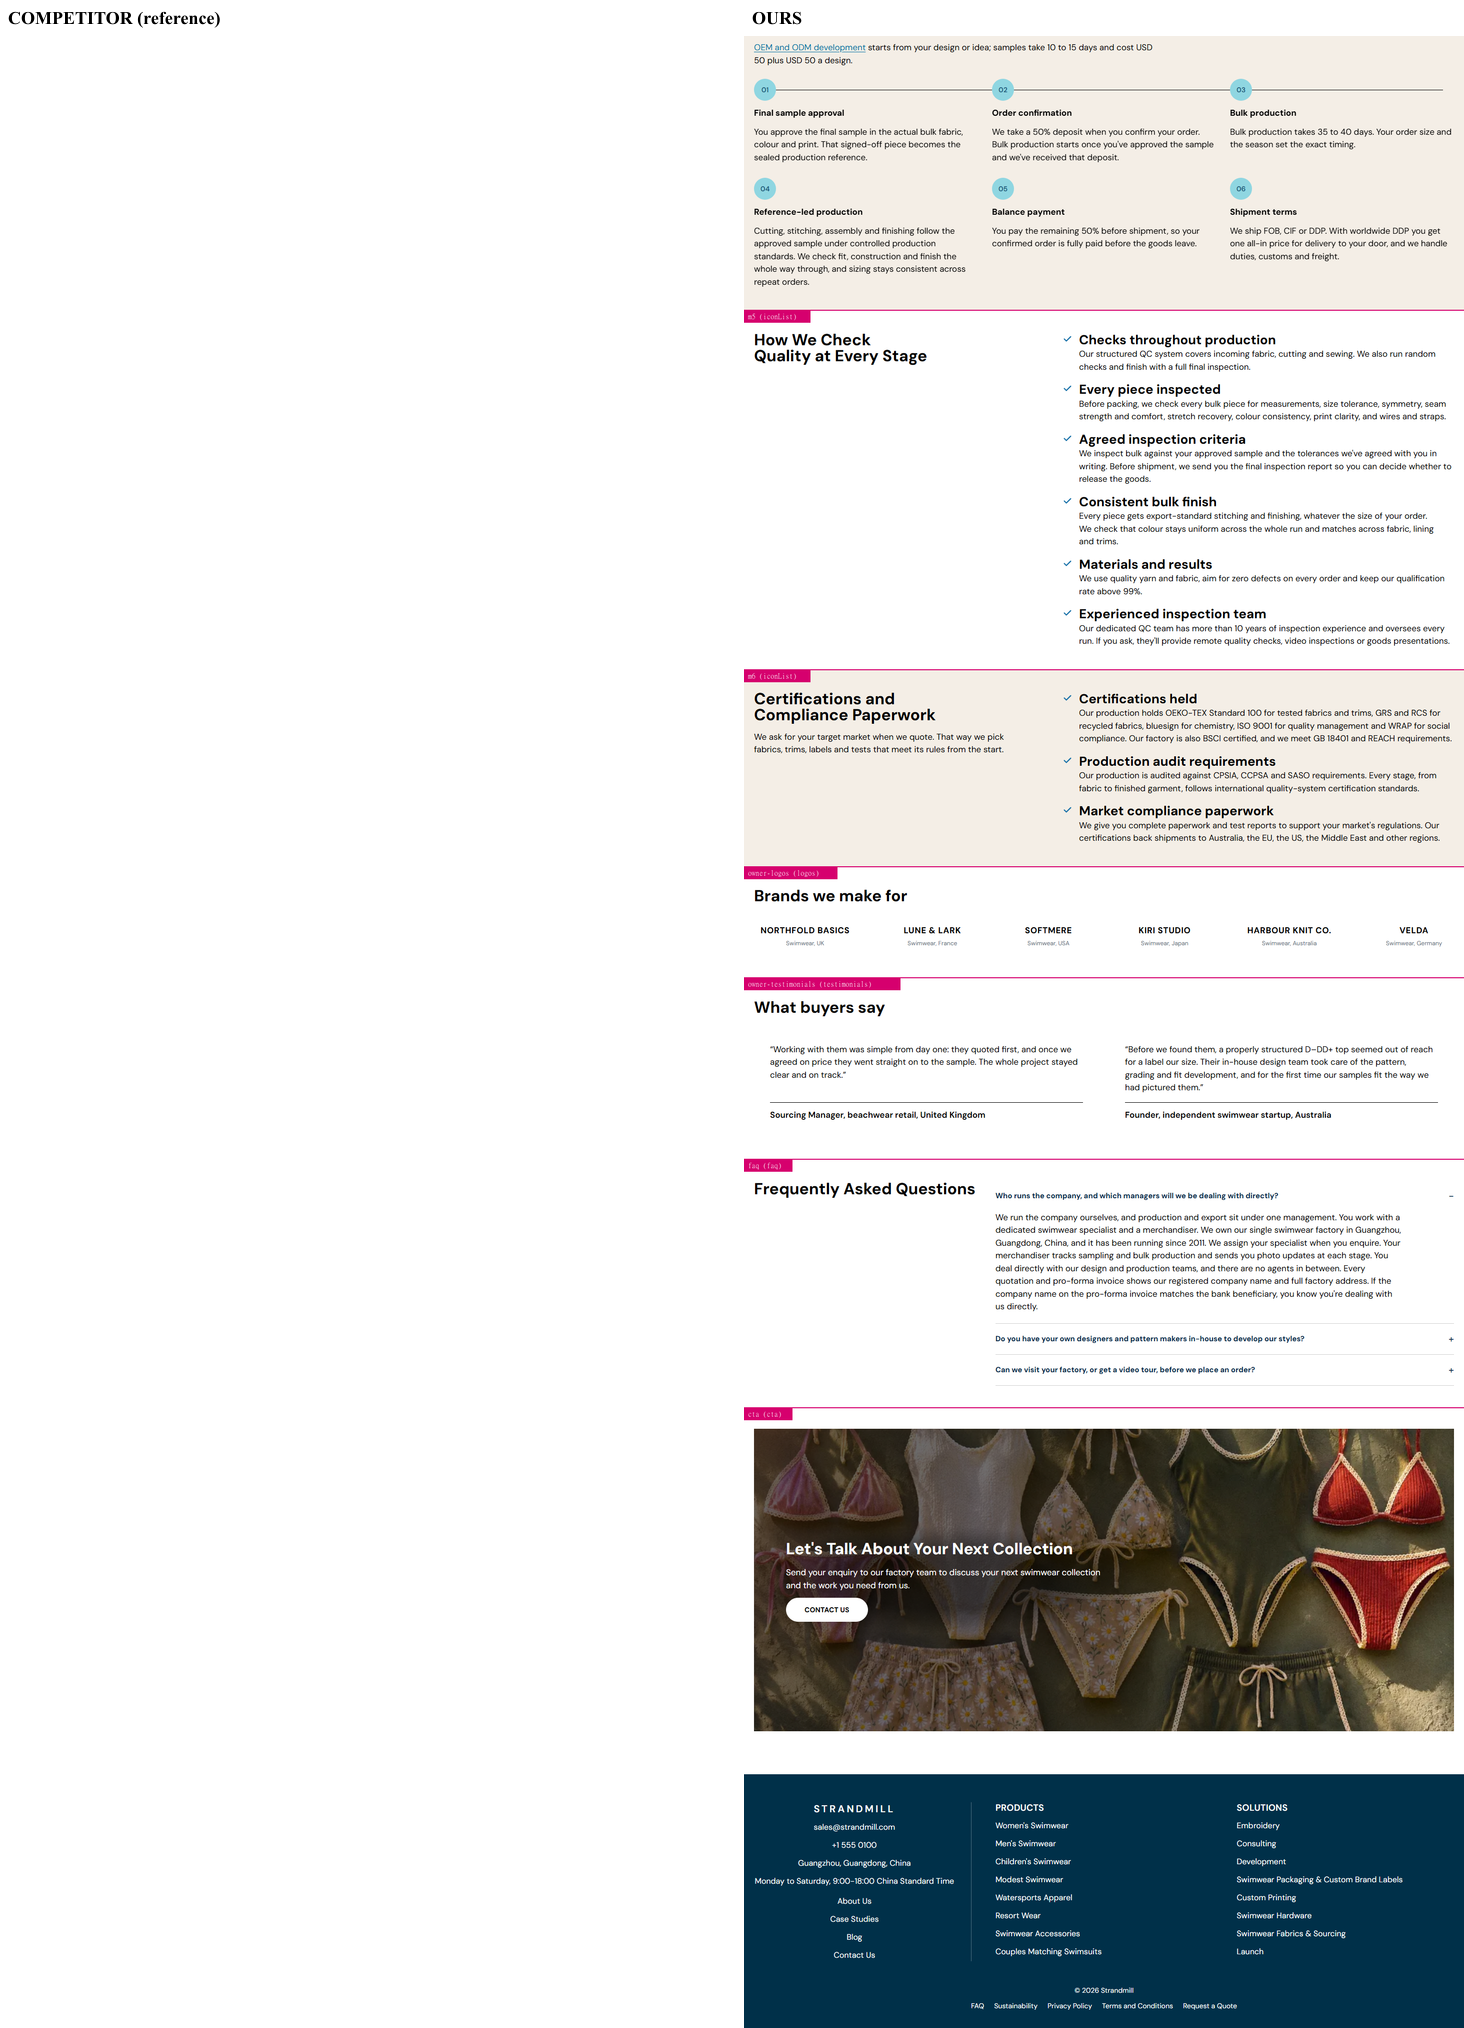 COMPETITOR (reference)
OURS
OEM and ODM development starts from your design or idea; samples take 10 to 15 days and cost USD
50 plus USD 50 a design.
01
02
03
Final sample approval
Order confirmation
Bulk production
You approve the final sample in the actual bulk fabric,
colour and print. That signed-off piece becomes the
sealed production reference.
We take a 50% deposit when you confirm your order.
Bulk production starts once you've approved the sample
and we've received that deposit.
Bulk production takes 35 to 40 days. Your order size and
the season set the exact timing.
04
05
06
Reference-led production
Balance payment
Shipment terms
Cutting, stitching, assembly and finishing follow the
approved sample under controlled production
standards. We check fit, construction and finish the
whole way through, and sizing stays consistent across
repeat orders.
You pay the remaining 50% before shipment, so your
confirmed order is fully paid before the goods leave.
We ship FOB, CIF or DDP. With worldwide DDP you get
one all-in price for delivery to your door, and we handle
duties, customs and freight.
m5 (iconList)
How We Check
Quality at Every Stage
Checks throughout production
Our structured QC system covers incoming fabric, cutting and sewing. We also run random
checks and finish with a full final inspection.
Every piece inspected
Before packing, we check every bulk piece for measurements, size tolerance, symmetry, seam
strength and comfort, stretch recovery, colour consistency, print clarity, and wires and straps.
Agreed inspection criteria
We inspect bulk against your approved sample and the tolerances we've agreed with you in
writing. Before shipment, we send you the final inspection report so you can decide whether to
release the goods.
Consistent bulk finish
Every piece gets export-standard stitching and finishing, whatever the size of your order.
We check that colour stays uniform across the whole run and matches across fabric, lining
and trims.
Materials and results
We use quality yarn and fabric, aim for zero defects on every order and keep our qualification
rate above 99%.
Experienced inspection team
Our dedicated QC team has more than 10 years of inspection experience and oversees every
run. If you ask, they'll provide remote quality checks, video inspections or goods presentations.
m6 (iconList)
Certifications and
Compliance Paperwork
We ask for your target market when we quote. That way we pick
fabrics, trims, labels and tests that meet its rules from the start.
Certifications held
Our production holds OEKO-TEX Standard 100 for tested fabrics and trims, GRS and RCS for
recycled fabrics, bluesign for chemistry, ISO 9001 for quality management and WRAP for social
compliance. Our factory is also BSCI certified, and we meet GB 18401 and REACH requirements.
Production audit requirements
Our production is audited against CPSIA, CCPSA and SASO requirements. Every stage, from
fabric to finished garment, follows international quality-system certification standards.
Market compliance paperwork
We give you complete paperwork and test reports to support your market's regulations. Our
certifications back shipments to Australia, the EU, the US, the Middle East and other regions.
owner-logos (logos)
Brands we make for
NORTHFOLD BASICS
LUNE & LARK
SOFTMERE
KIRI STUDIO
HARBOUR KNIT CO.
VELDA
Swimwear, UK
Swimwear, France
Swimwear, USA
Swimwear, Japan
Swimwear, Australia
Swimwear, Germany
owner-testimonials (testimonials)
What buyers say
“Working with them was simple from day one: they quoted first, and once we
agreed on price they went straight on to the sample. The whole project stayed
clear and on track.”
Sourcing Manager, beachwear retail, United Kingdom
“Before we found them, a properly structured D–DD+ top seemed out of reach
for a label our size. Their in-house design team took care of the pattern,
grading and fit development, and for the first time our samples fit the way we
had pictured them.”
Founder, independent swimwear startup, Australia
faq (faq)
Frequently Asked Questions
Who runs the company, and which managers will we be dealing with directly? −
We run the company ourselves, and production and export sit under one management. You work with a
dedicated swimwear specialist and a merchandiser. We own our single swimwear factory in Guangzhou,
Guangdong, China, and it has been running since 2011. We assign your specialist when you enquire. Your
merchandiser tracks sampling and bulk production and sends you photo updates at each stage. You
deal directly with our design and production teams, and there are no agents in between. Every
quotation and pro-forma invoice shows our registered company name and full factory address. If the
company name on the pro-forma invoice matches the bank beneficiary, you know you're dealing with
us directly.
Do you have your own designers and pattern makers in-house to develop our styles? +
Can we visit your factory, or get a video tour, before we place an order? +
cta (cta)
Let's Talk About Your Next Collection
Send your enquiry to our factory team to discuss your next swimwear collection
and the work you need from us.
CONTACT US
STRANDMILL
sales@strandmill.com
+1 555 0100
Guangzhou, Guangdong, China
Monday to Saturday, 9:00-18:00 China Standard Time
About Us
Case Studies
Blog
Contact Us
PRODUCTS
Women's Swimwear
Men's Swimwear
Children's Swimwear
Modest Swimwear
Watersports Apparel
Resort Wear
Swimwear Accessories
Couples Matching Swimsuits
SOLUTIONS
Embroidery
Consulting
Development
Swimwear Packaging & Custom Brand Labels
Custom Printing
Swimwear Hardware
Swimwear Fabrics & Sourcing
Launch
© 2026 Strandmill
FAQ Sustainability Privacy Policy Terms and Conditions Request a Quote